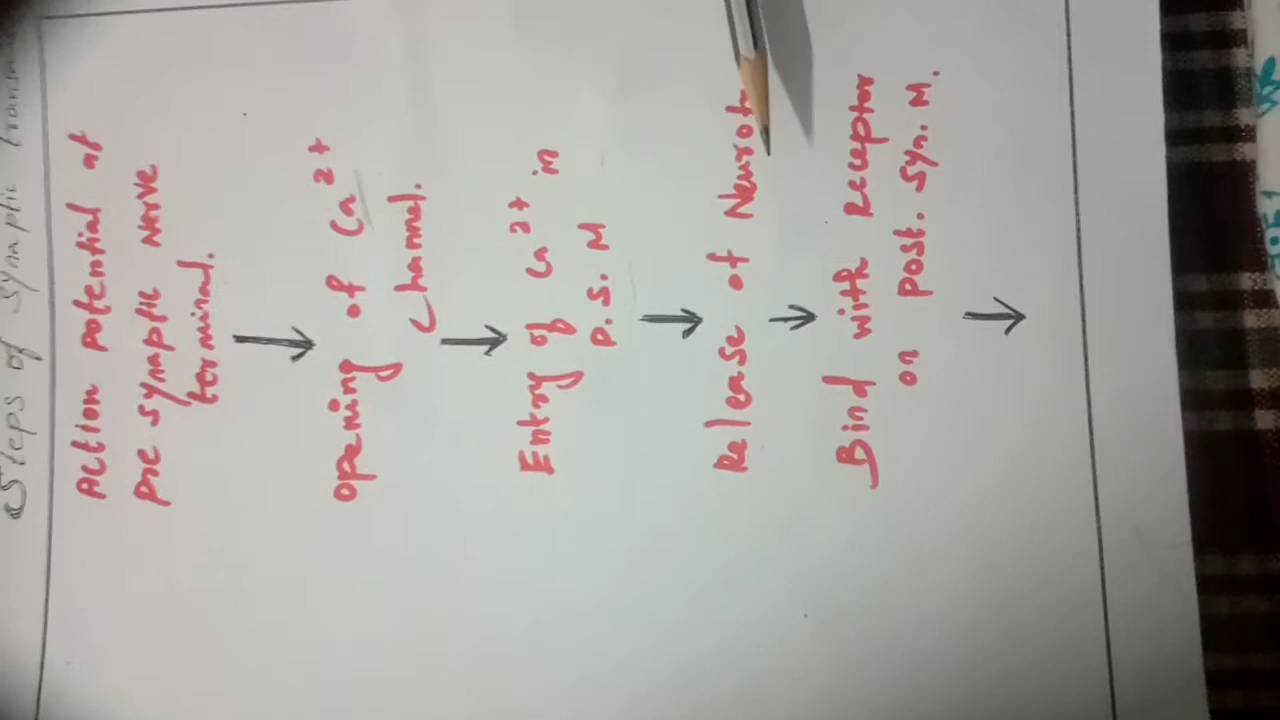 Steps of Synaptic
Action potential at
pre synaptic nerve
terminal.
↓
opening of Ca2+
channel.
↓
Entry of Ca2+ in
P.S.M
↓
Release of Neurot
↓
Bind with receptor
on post. syn. M.
↓